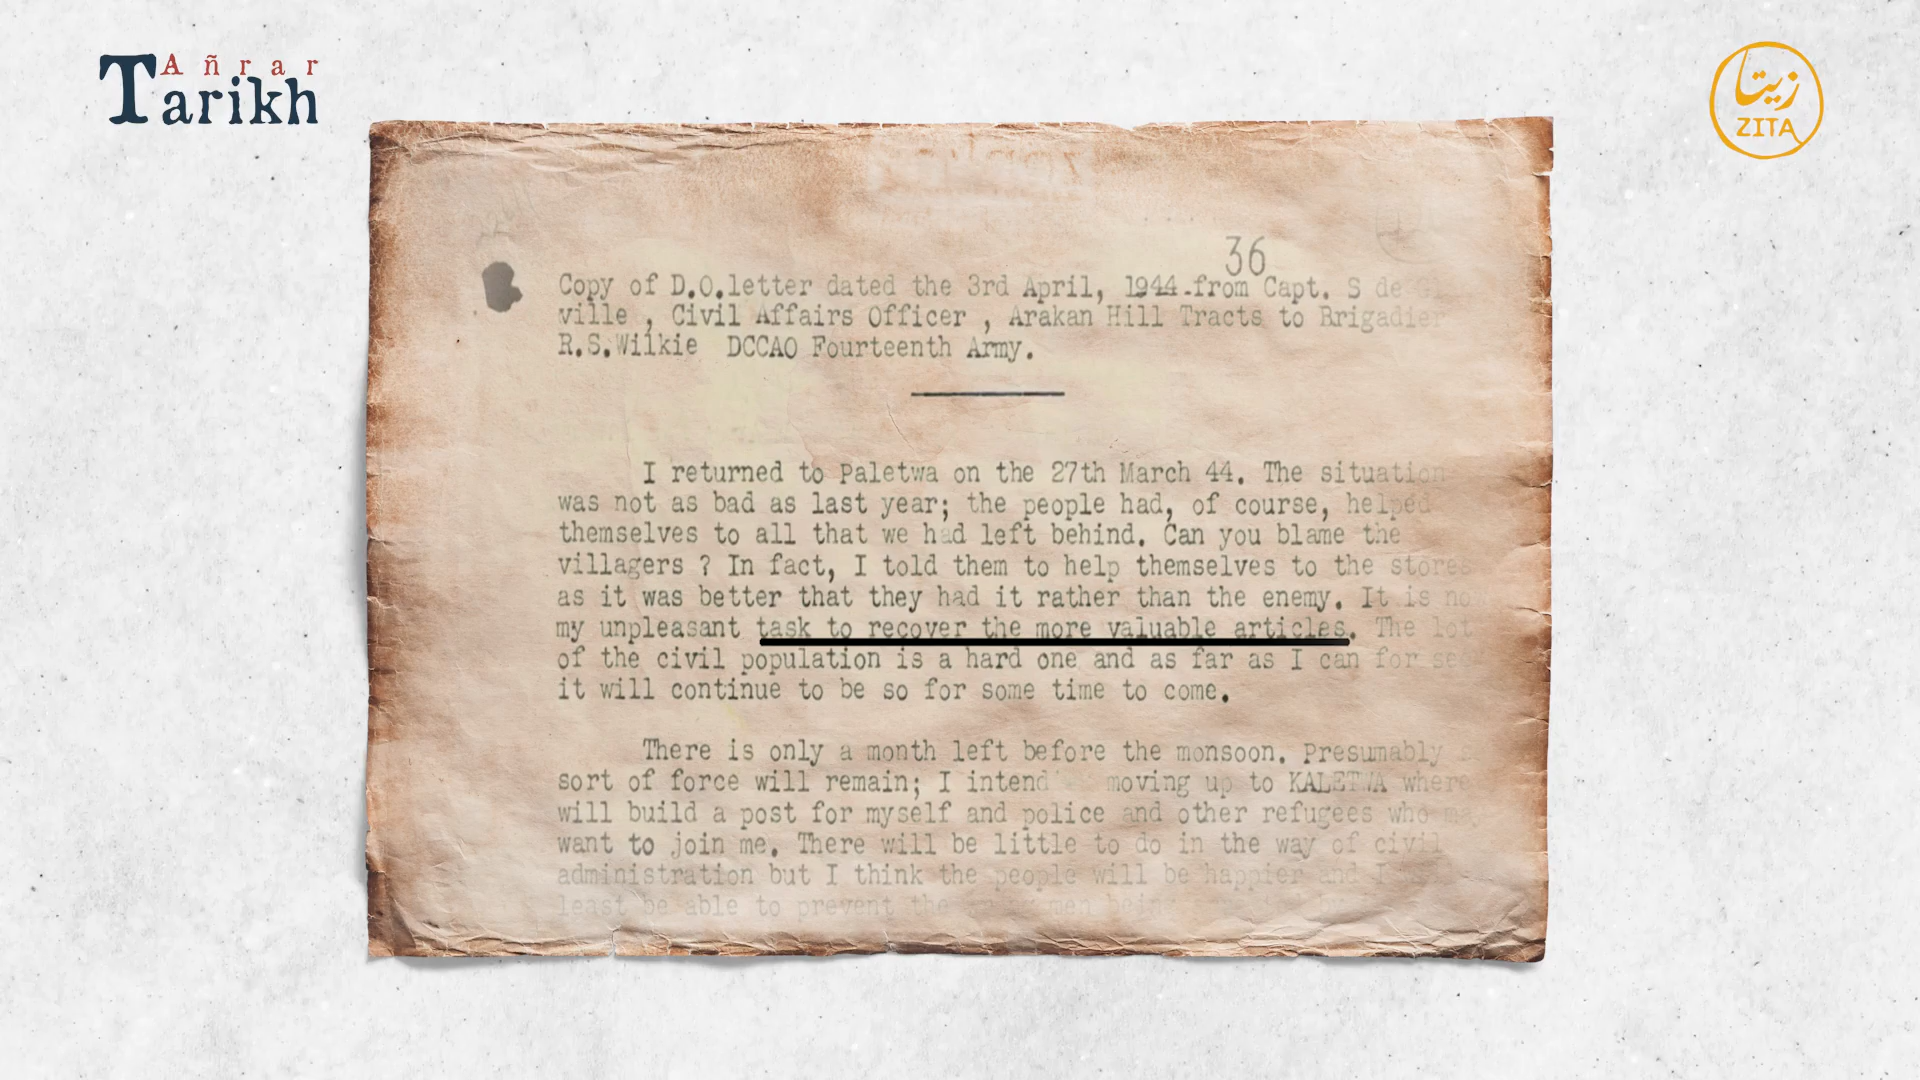 Añrar
Tarikh
زيتا
ZITA
36
Copy of D.O.letter dated the 3rd April, 1944 from Capt. S de
ville , Civil Affairs Officer , Arakan Hill Tracts to Brigadier
R.S.Wilkie DCCAO Fourteenth Army.
I returned to Paletwa on the 27th March 44. The situation
was not as bad as last year; the people had, of course, helped
themselves to all that we had left behind. Can you blame the
villagers ? In fact, I told them to help themselves to the stores
as it was better that they had it rather than the enemy. It is
my unpleasant task to recover the more valuable articles. The lot
of the civil population is a hard one and as far as I can for
it will continue to be so for some time to come.
There is only a month left before the monsoon. Presumably
sort of force will remain; I intend moving up to KALETWA where
will build a post for myself and police and other refugees who may
want to join me. There will be little to do in the way of civil
administration but I think the people will be happier and I
least be able to prevent the men being